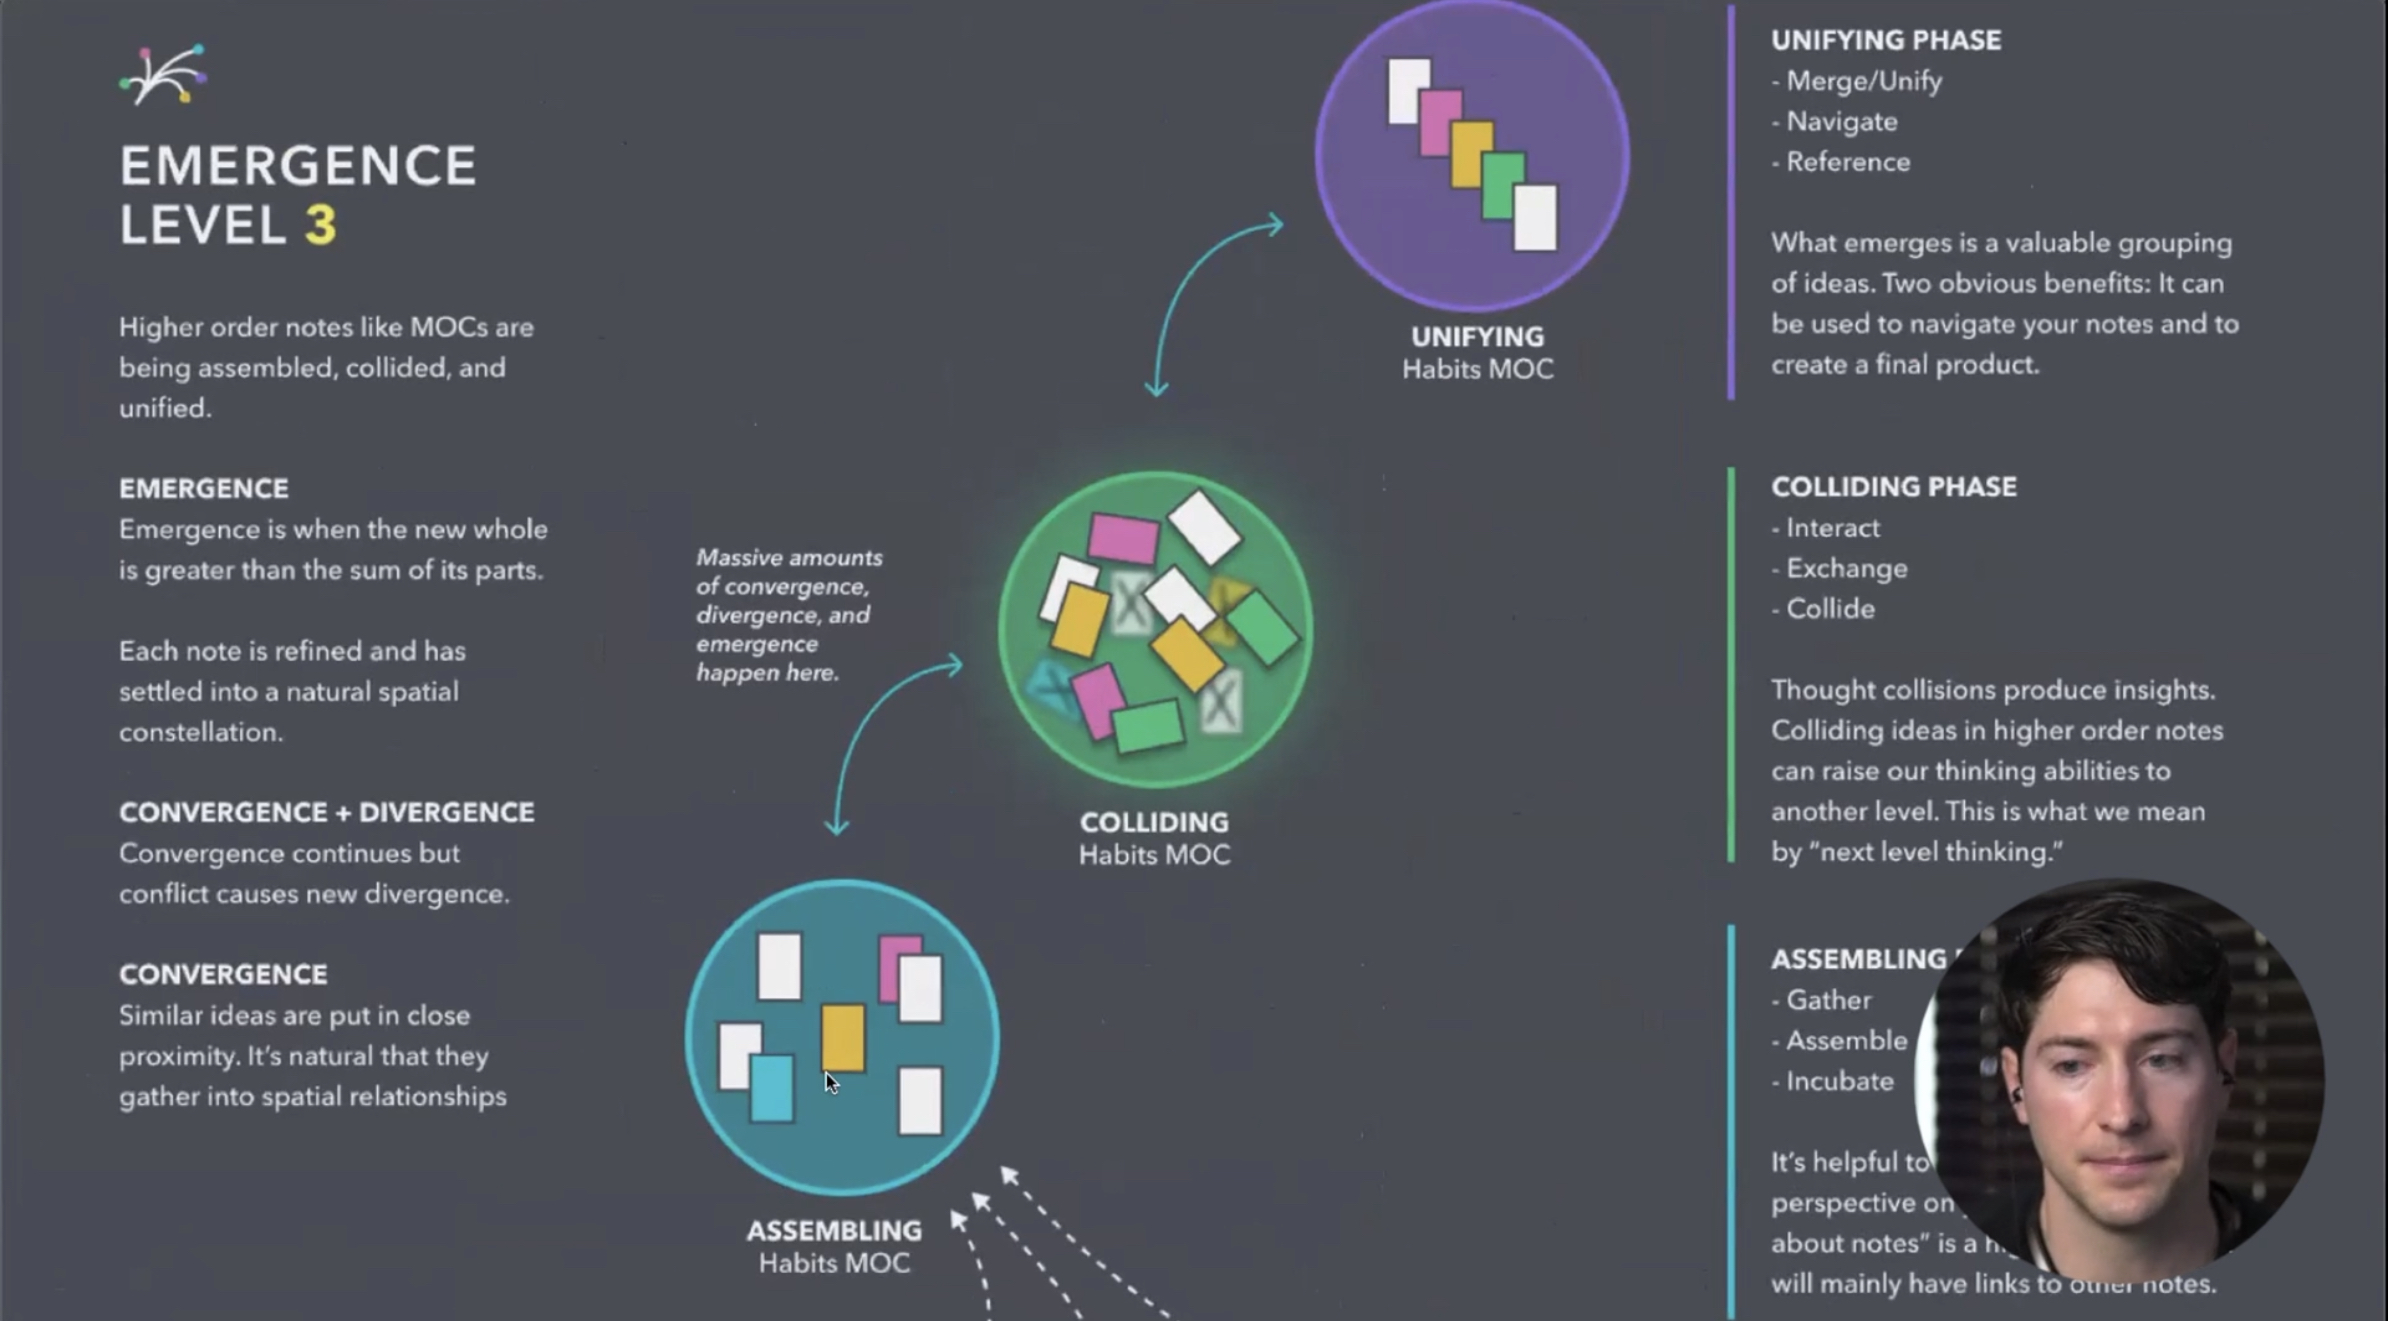 EMERGENCE
LEVEL 3
Higher order notes like MOCs are
being assembled, collided, and
unified.
EMERGENCE
Emergence is when the new whole
is greater than the sum of its parts.
Each note is refined and has
settled into a natural spatial
constellation.
CONVERGENCE + DIVERGENCE
Convergence continues but
conflict causes new divergence.
CONVERGENCE
Similar ideas are put in close
proximity. It's natural that they
gather into spatial relationships
UNIFYING
Habits MOC
Massive amounts
of convergence,
divergence, and
emergence
happen here.
COLLIDING
Habits MOC
ASSEMBLING
Habits MOC
UNIFYING PHASE
- Merge/Unify
- Navigate
- Reference
What emerges is a valuable grouping
of ideas. Two obvious benefits: It can
be used to navigate your notes and to
create a final product.
COLLIDING PHASE
- Interact
- Exchange
- Collide
Thought collisions produce insights.
Colliding ideas in higher order notes
can raise our thinking abilities to
another level. This is what we mean
by “next level thinking.”
ASSEMBLING
- Gather
- Assemble
- Incubate
It's helpful to
perspective on
about notes” is a
will mainly have links to other notes.